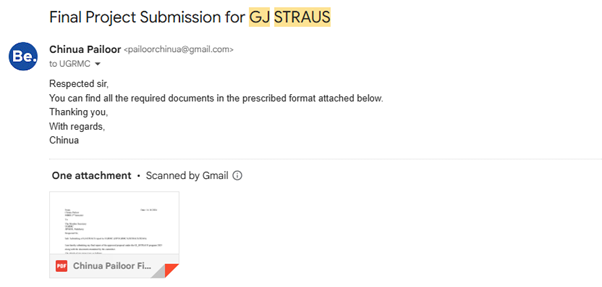 Final Project Submission for GJ STRAUS
Be.
Chinua Pailoor <pailoorchinua@gmail.com>
to UGRMC
Respected sir,
You can find all the required documents in the prescribed format attached below.
Thanking you,
With regards,
Chinua
One attachment • Scanned by Gmail
PDF
Chinua Pailoor Fi...